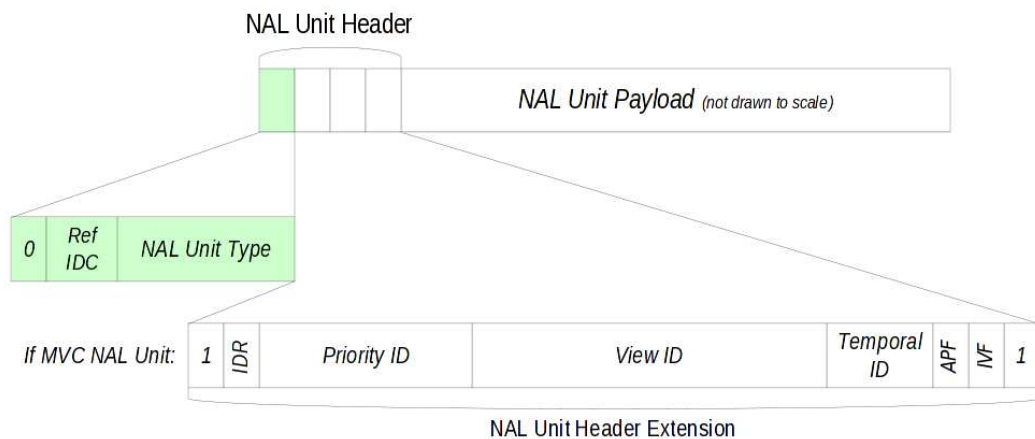 NAL Unit Header
NAL Unit Payload (not drawn to scale)
0
Ref
IDC
NAL Unit Type
If MVC NAL Unit:
1
IDR
Priority ID
View ID
Temporal
ID
APF
IVF
1
NAL Unit Header Extension